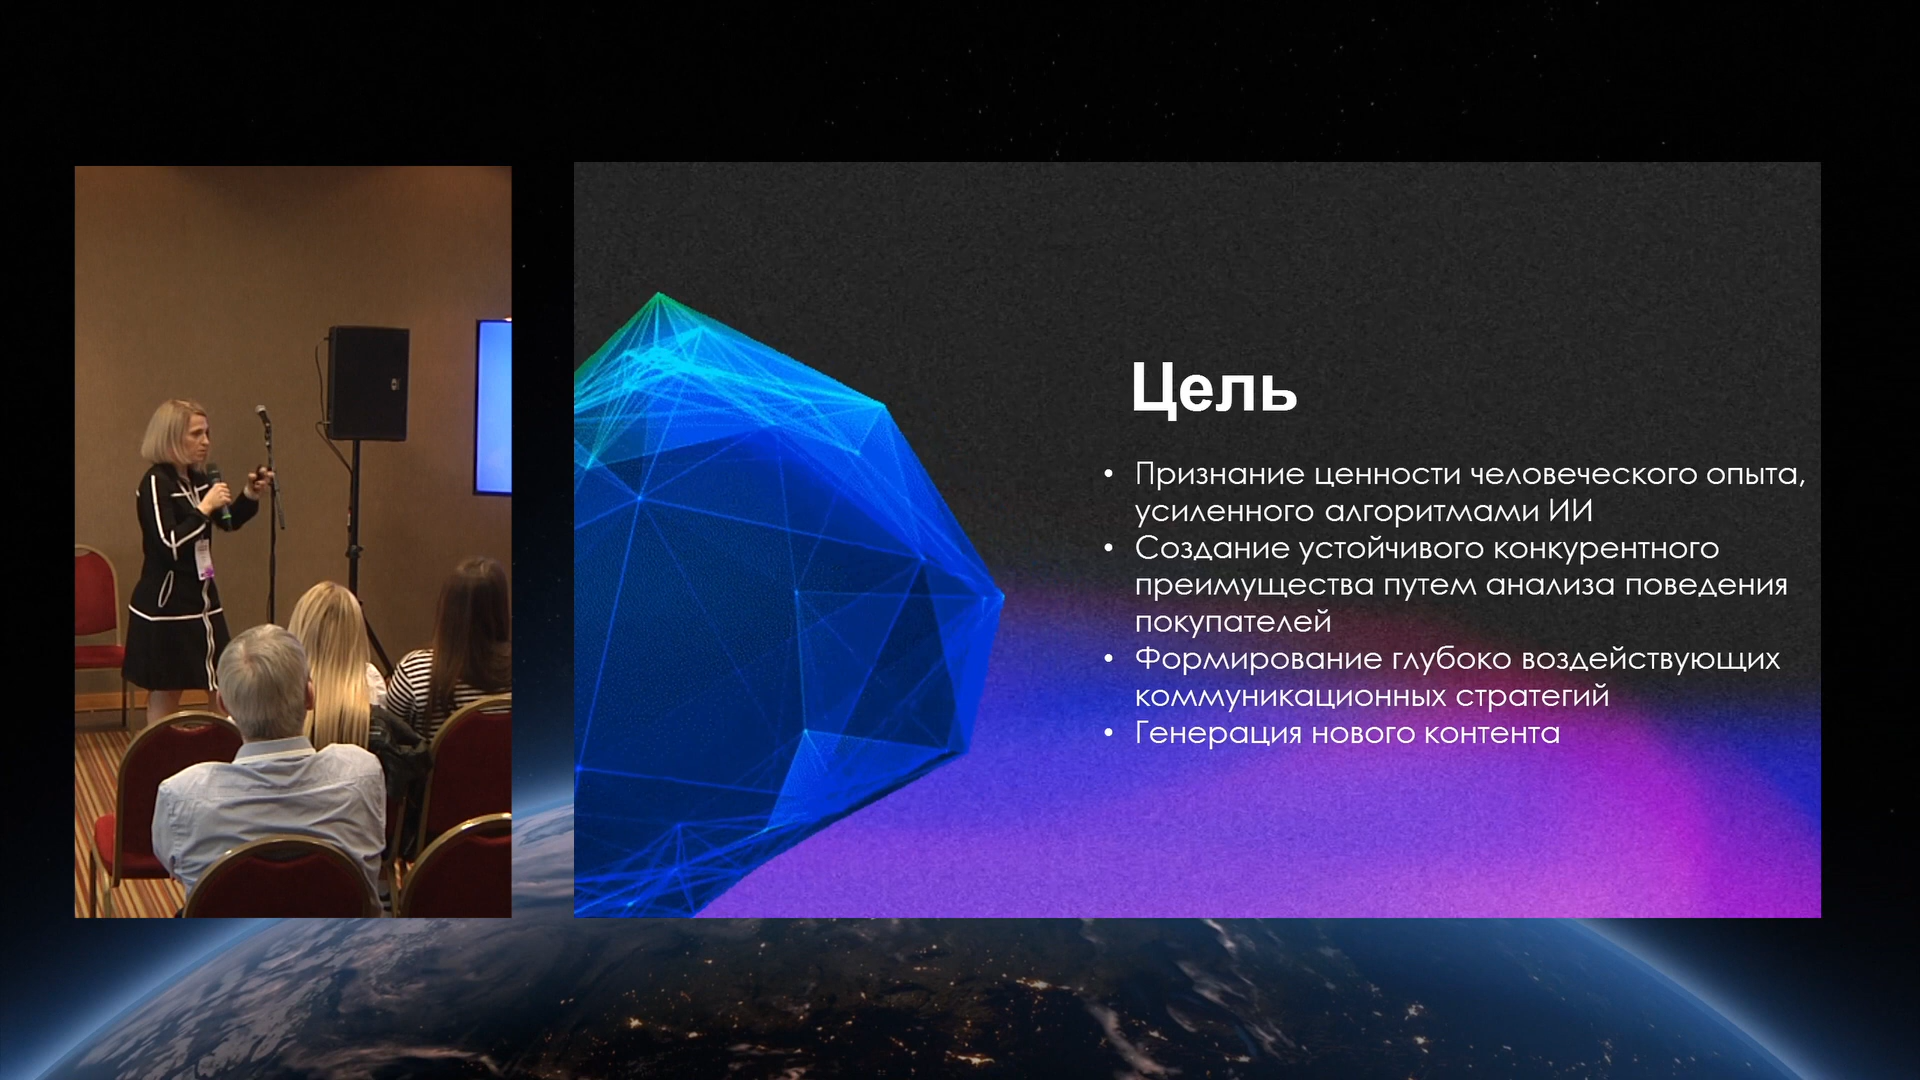 Цель
• Признание ценности человеческого опыта,
усиленного алгоритмами ИИ
• Создание устойчивого конкурентного
преимущества путем анализа поведения
покупателей
• Формирование глубоко воздействующих
коммуникационных стратегий
• Генерация нового контента